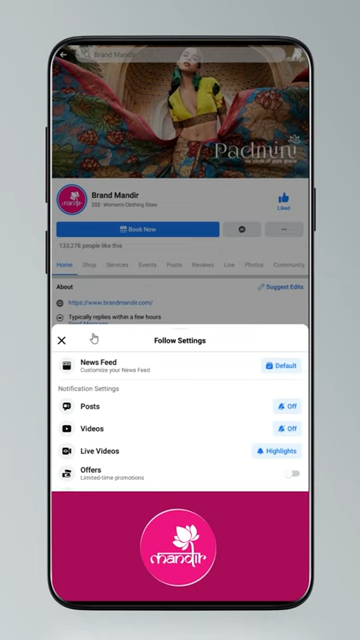 Brand Mandir
Padmini
mandir
Brand Mandir
$$$ · Women's Clothing Store
Liked
Book Now
133,278 people like this
Home Shop Services Events Posts Reviews Live Photos Community
About
Suggest Edits
https://www.brandmandir.com/
Typically replies within a few hours
Send Message
Follow Settings
News Feed
Customize your News Feed
Default
Notification Settings
Posts
Off
Videos
Off
Live Videos
Highlights
Offers
Limited-time promotions
mandir